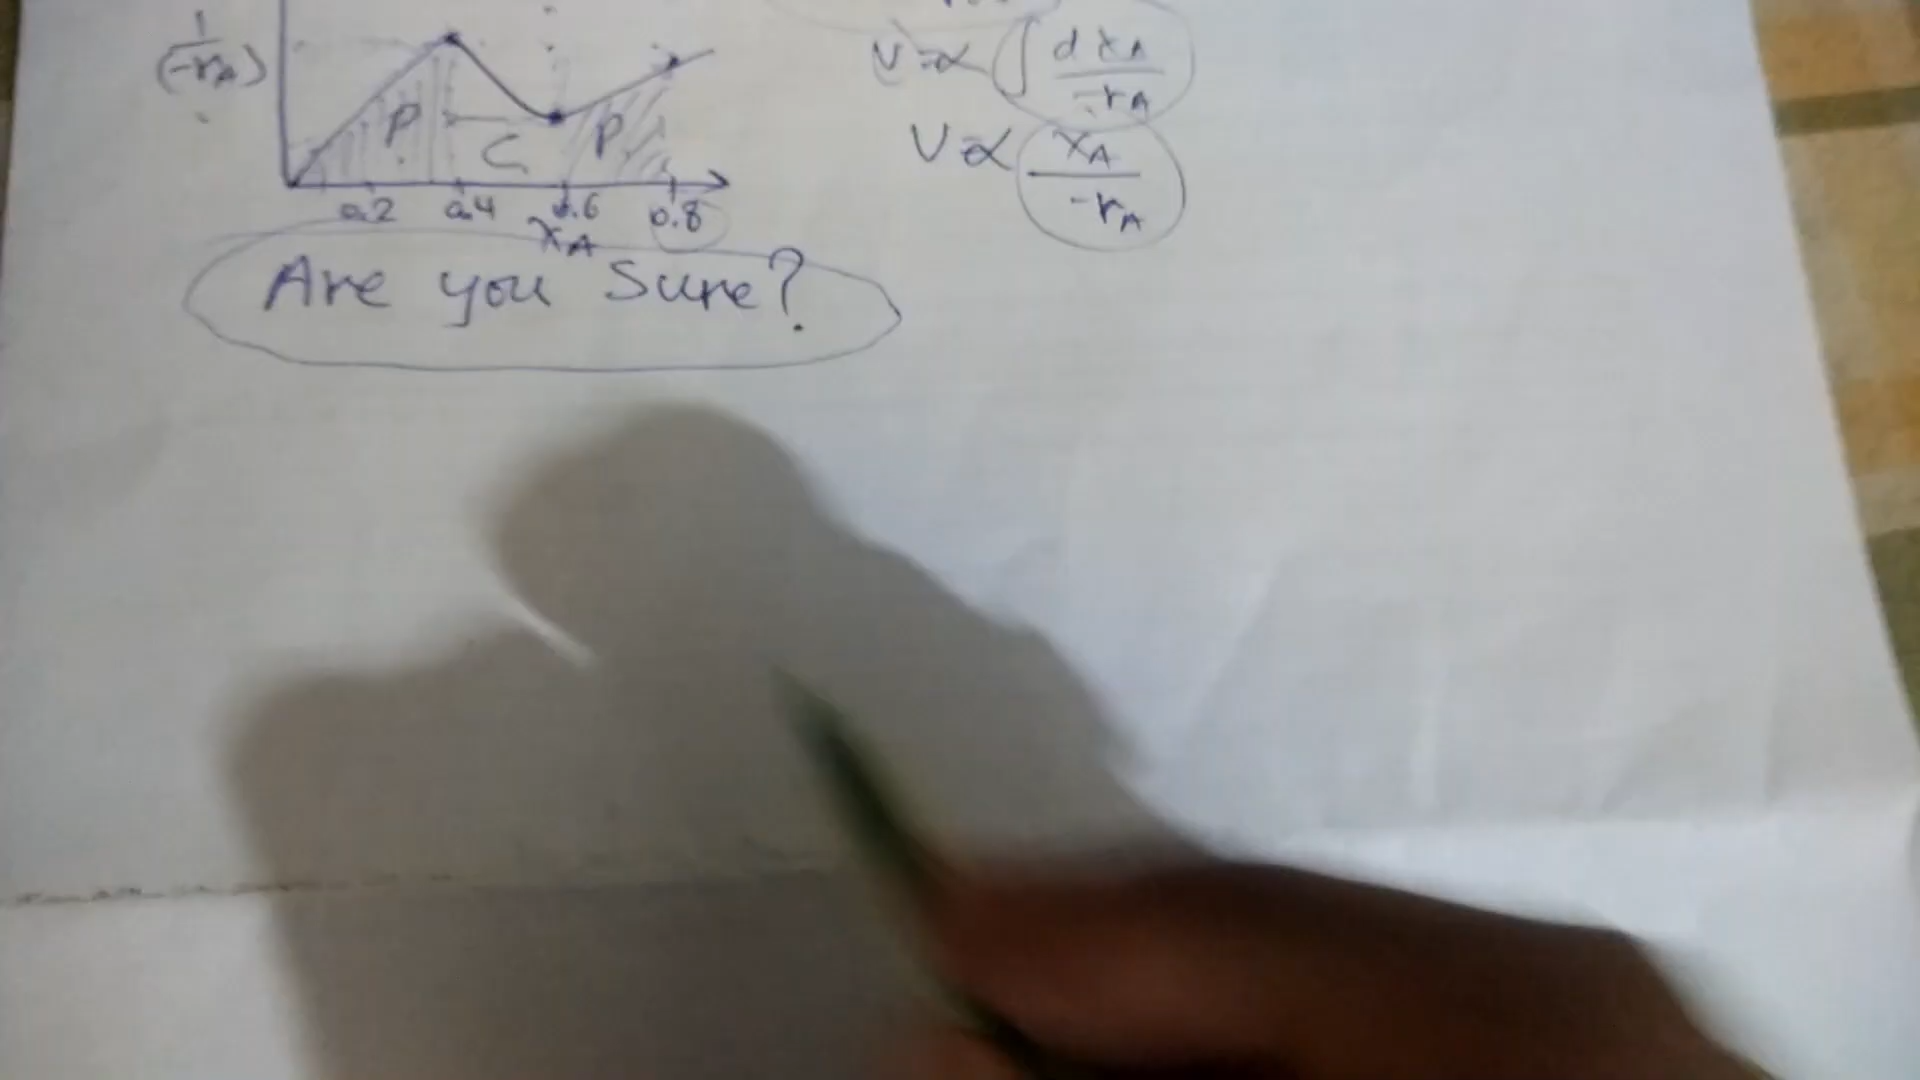 1
(-rA)
P
C
P
0.2 0.4 0.6 0.8
XA
Are you Sure?
V ∝ ∫ dXA
-rA
V ∝ XA
-rA